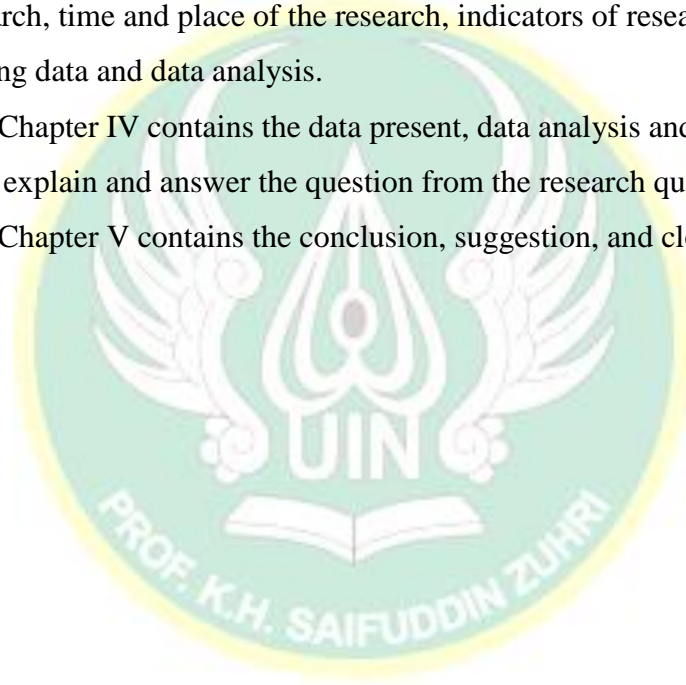 arch, time and place of the research, indicators of resea
ng data and data analysis.
Chapter IV contains the data present, data analysis and
explain and answer the question from the research qu
Chapter V contains the conclusion, suggestion, and cl
UIN
PROF. K.H. SAIFUDDIN ZUHRI